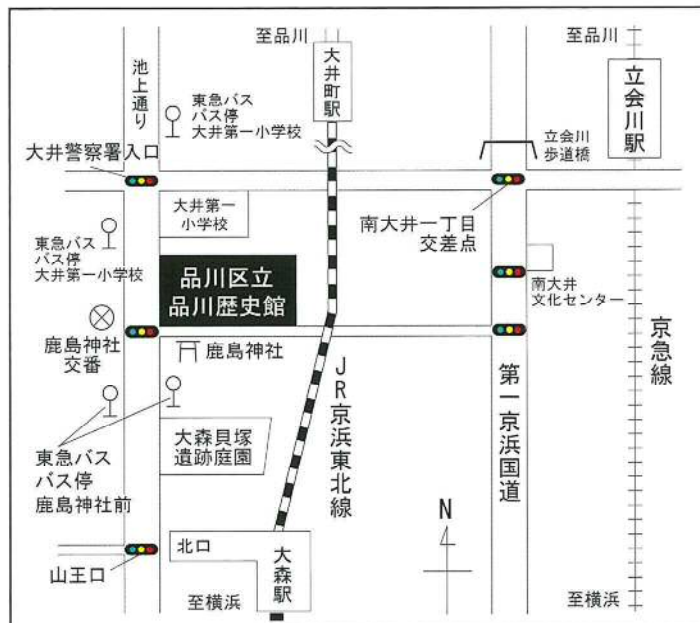 至品川
至品川
大井町駅
池上通り
東急バス
バス停
大井第一小学校
立会川駅
立会川
歩道橋
大井警察署入口
大井第一
小学校
南大井一丁目
交差点
東急バス
バス停
大井第一小学校
品川区立
品川歴史館
南大井
文化センター
鹿島神社
交番
鹿島神社
京急線
JR京浜東北線
第一京浜国道
大森貝塚
遺跡庭園
東急バス
バス停
鹿島神社前
N
北口
大森駅
山王口
至横浜
至横浜